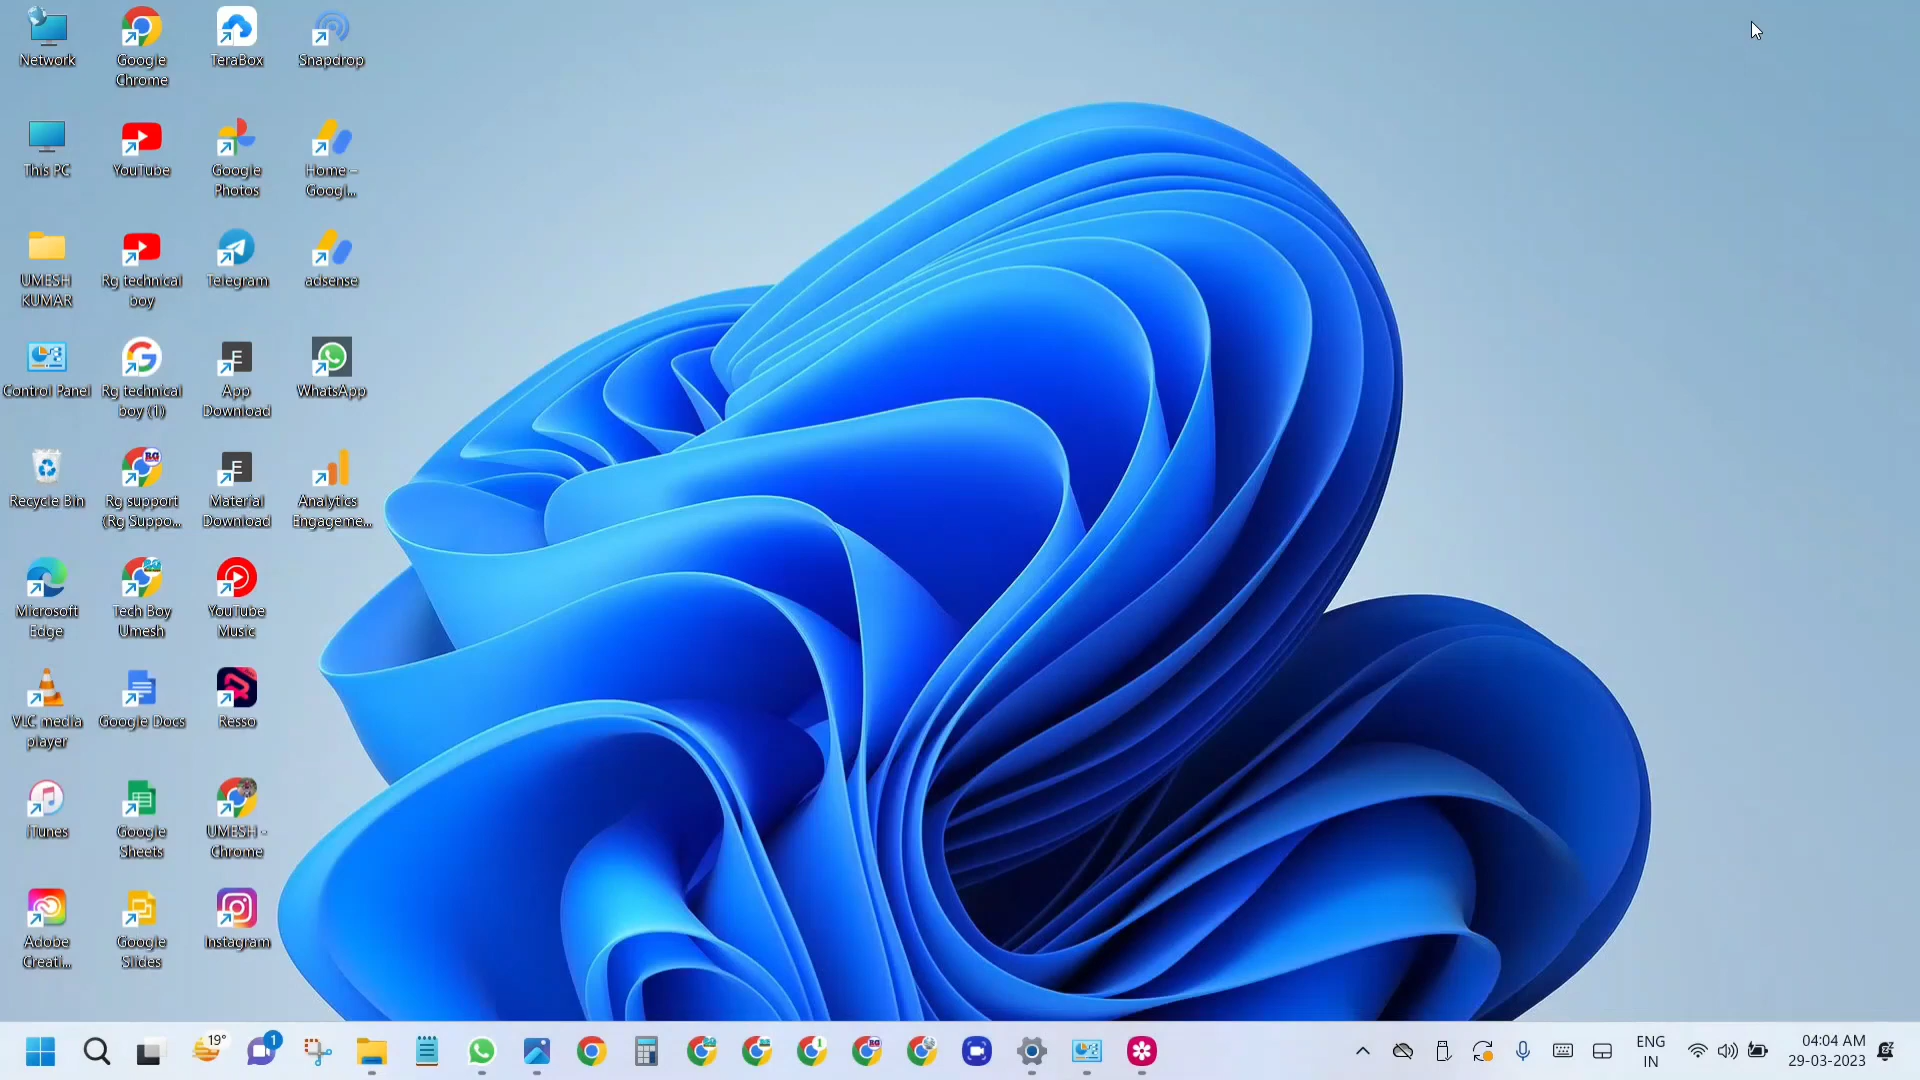 Network
Google
Chrome
TeraBox
Snapdrop
This PC
YouTube
Google
Photos
Home –
Googl...
UMESH
KUMAR
Rg technical
boy
Telegram
adsense
Control Panel
Rg technical
boy (1)
App
Download
WhatsApp
Recycle Bin
Rg support
(Rg Suppo...
Material
Download
Analytics
Engageme...
Microsoft
Edge
Tech Boy
Umesh
YouTube
Music
VLC media
player
Google Docs
Resso
iTunes
Google
Sheets
UMESH -
Chrome
Adobe
Creati...
Google
Slides
Instagram
19°
1
ENG
IN
04:04 AM
29-03-2023